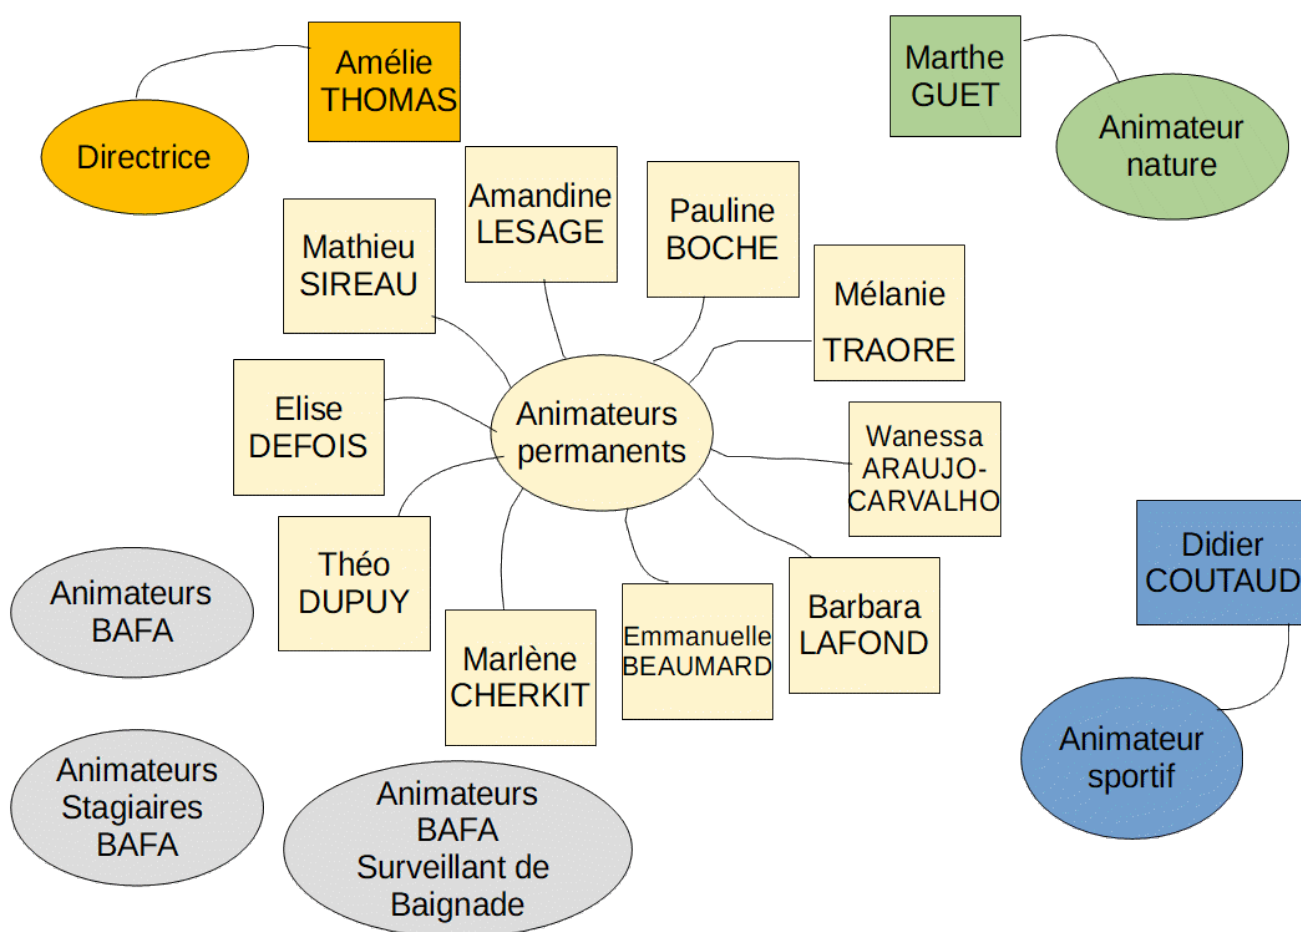 Amélie
THOMAS
Directrice
Marthe
GUET
Animateur
nature
Amandine
LESAGE
Pauline
BOCHE
Mathieu
SIREAU
Mélanie
TRAORE
Elise
DEFOIS
Animateurs
permanents
Wanessa
ARAUJO-
CARVALHO
Théo
DUPUY
Marlène
CHERKIT
Emmanuelle
BEAUMARD
Barbara
LAFOND
Didier
COUTAUD
Animateur
sportif
Animateurs
BAFA
Animateurs
Stagiaires
BAFA
Animateurs
BAFA
Surveillant de
Baignade